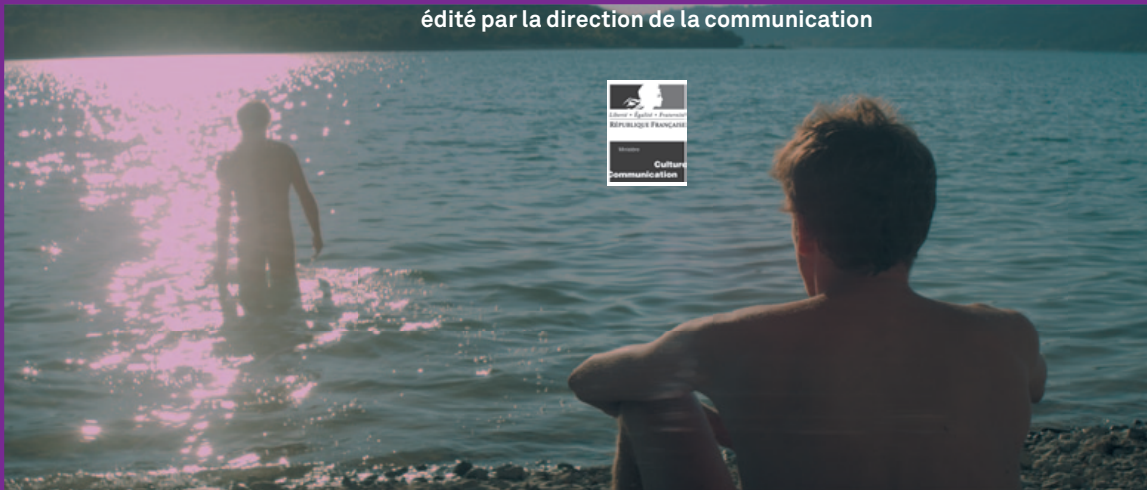 édité par la direction de la communication
Liberté • Égalité • Fraternité
RÉPUBLIQUE FRANÇAISE
Ministère
Culture
Communication